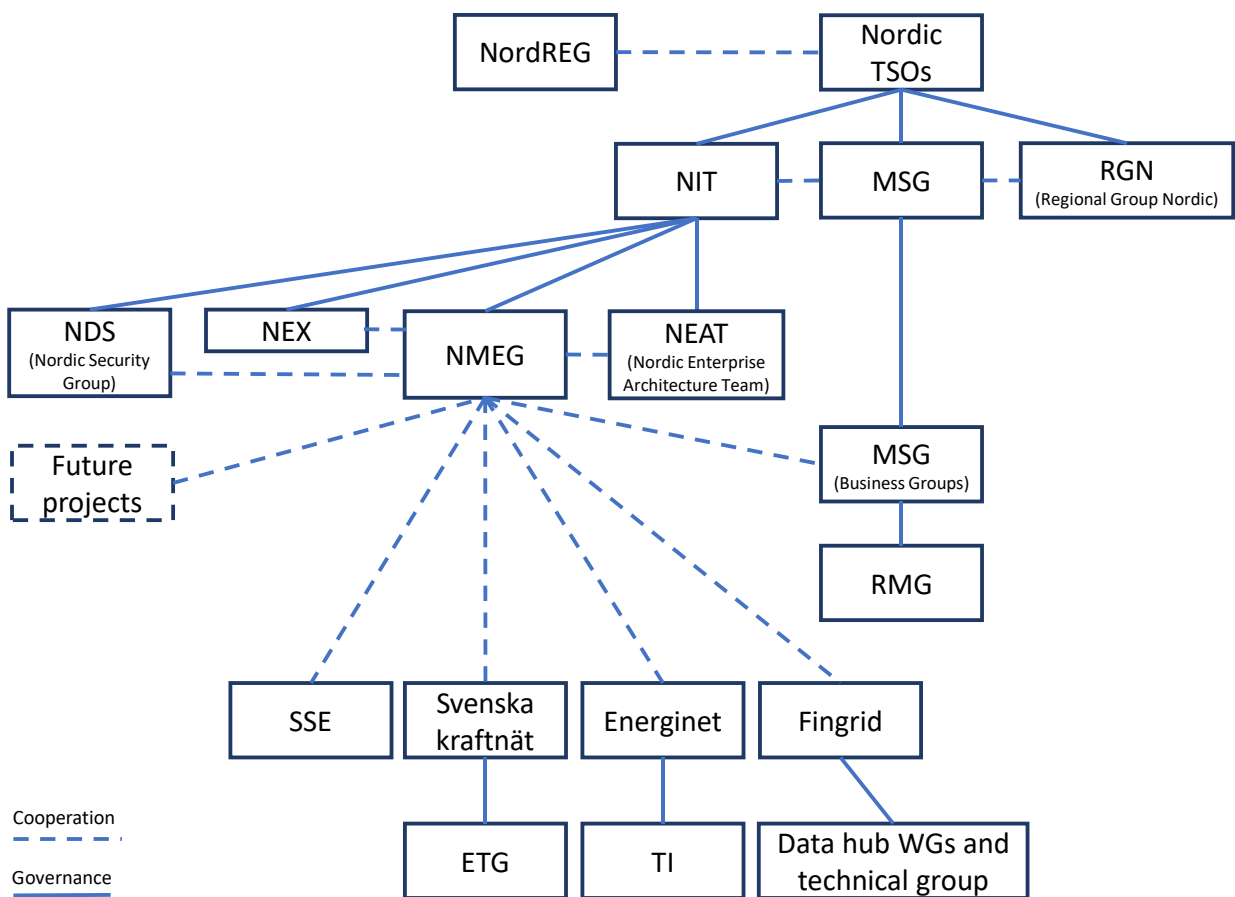 NordREG
Nordic
TSOs
NIT
MSG
RGN
(Regional Group Nordic)
NDS
(Nordic Security
Group)
NEX
NMEG
NEAT
(Nordic Enterprise
Architecture Team)
Future
projects
MSG
(Business Groups)
RMG
SSE
Svenska
kraftnät
Energinet
Fingrid
Cooperation
Governance
ETG
TI
Data hub WGs and
technical group